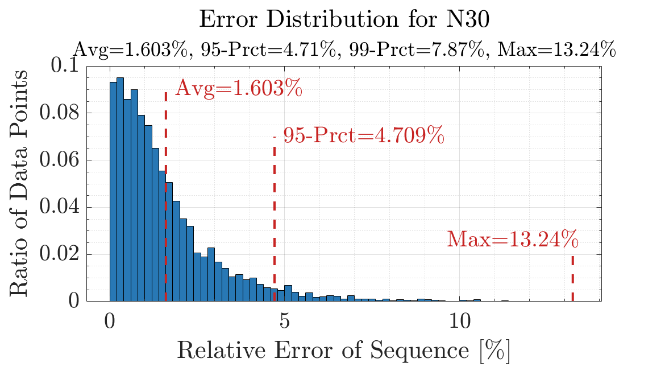 Error Distribution for N30
Avg=1.603%, 95-Prct=4.71%, 99-Prct=7.87%, Max=13.24%
0.1
0.08
0.06
0.04
0.02
0
Ratio of Data Points
Avg=1.603%
95-Prct=4.709%
Max=13.24%
0
5
10
Relative Error of Sequence [%]